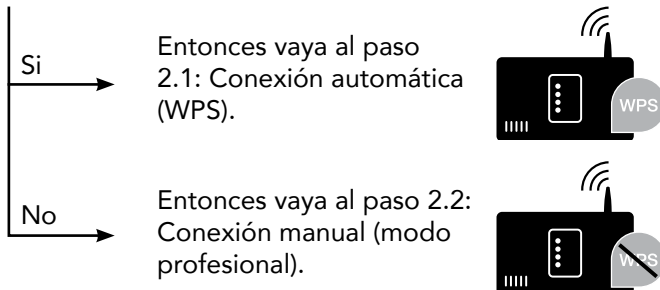 Si
Entonces vaya al paso
2.1: Conexión automática
(WPS).
WPS
No
Entonces vaya al paso 2.2:
Conexión manual (modo
profesional).
WPS